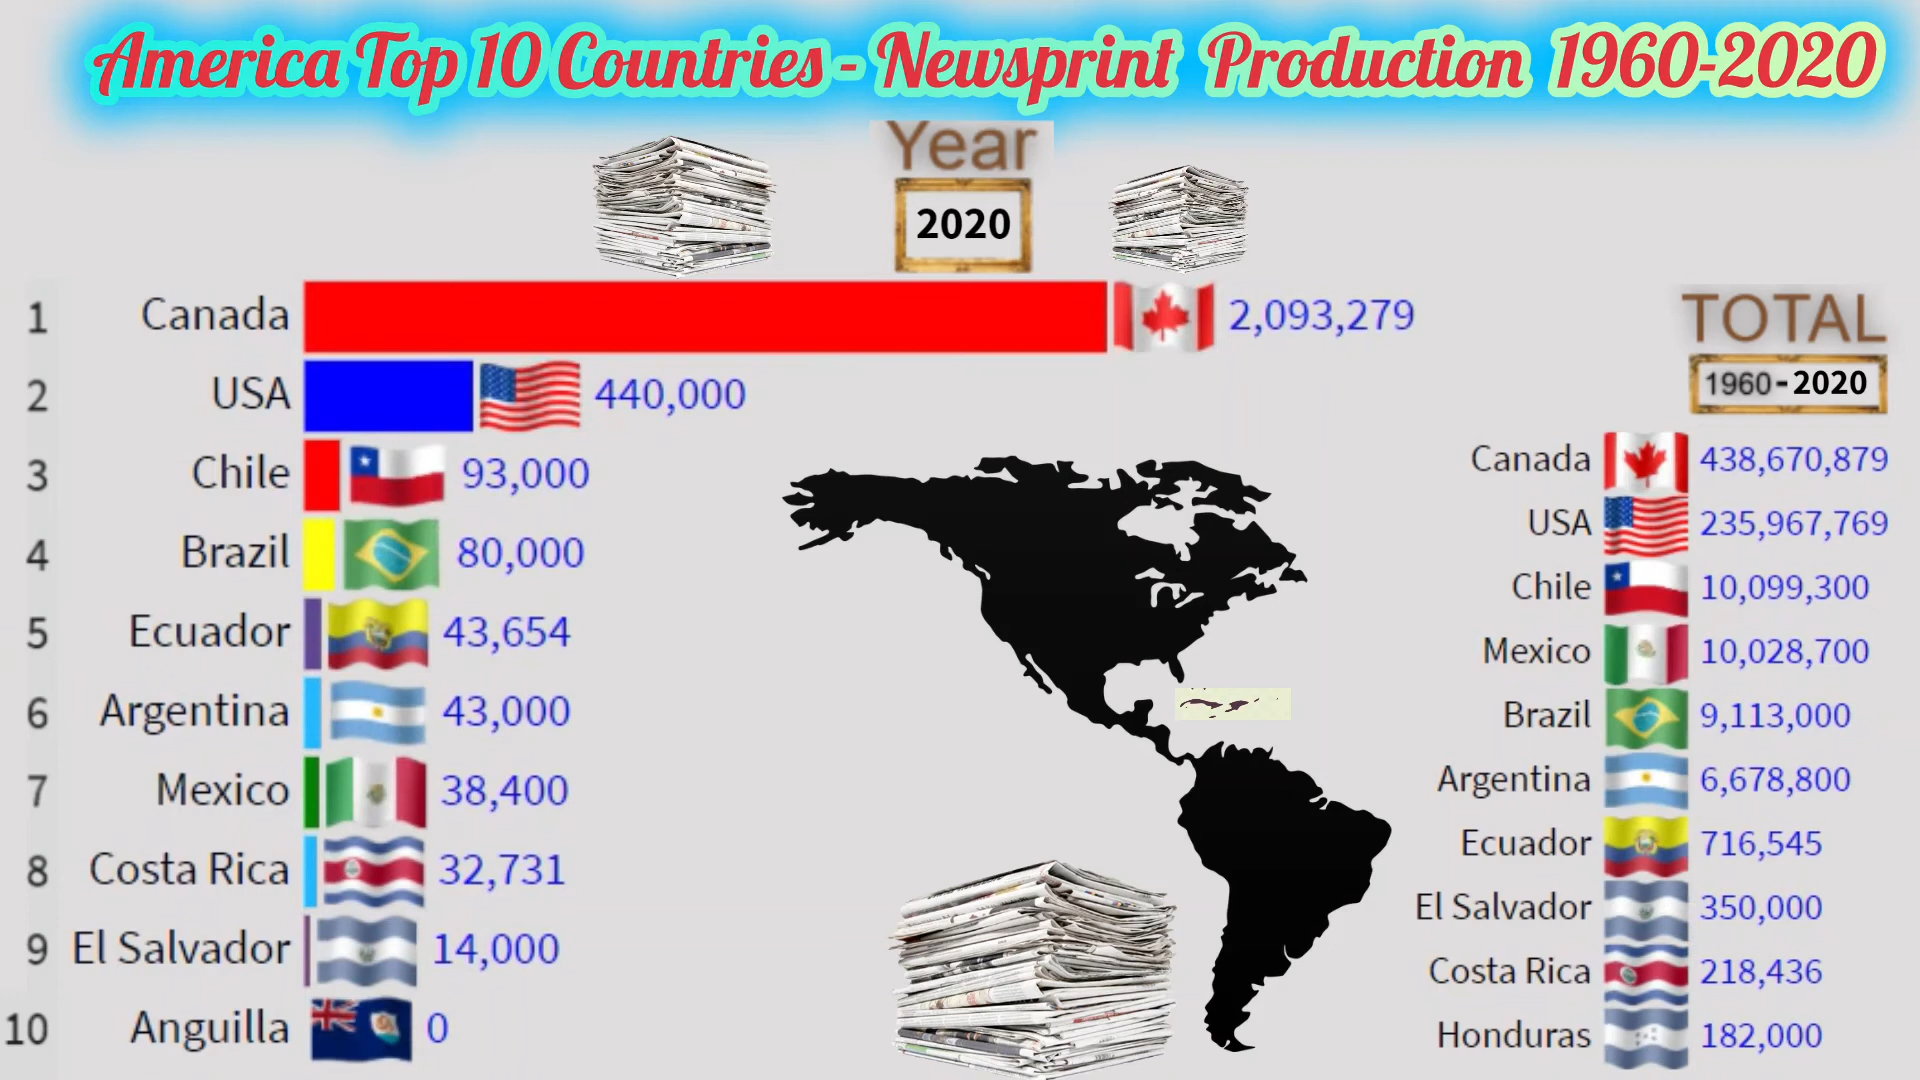 America Top 10 Countries - Newsprint Production 1960-2020
Year
2020
1 Canada 2,093,279
2 USA 440,000
3 Chile 93,000
4 Brazil 80,000
5 Ecuador 43,654
6 Argentina 43,000
7 Mexico 38,400
8 Costa Rica 32,731
9 El Salvador 14,000
10 Anguilla 0
TOTAL
1960-2020
Canada 438,670,879
USA 235,967,769
Chile 10,099,300
Mexico 10,028,700
Brazil 9,113,000
Argentina 6,678,800
Ecuador 716,545
El Salvador 350,000
Costa Rica 218,436
Honduras 182,000